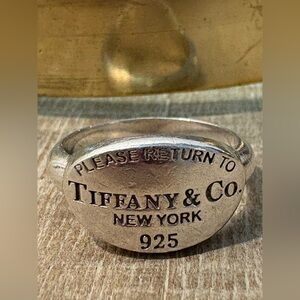 PLEASE RETURN TO
TIFFANY & CO.
NEW YORK
925